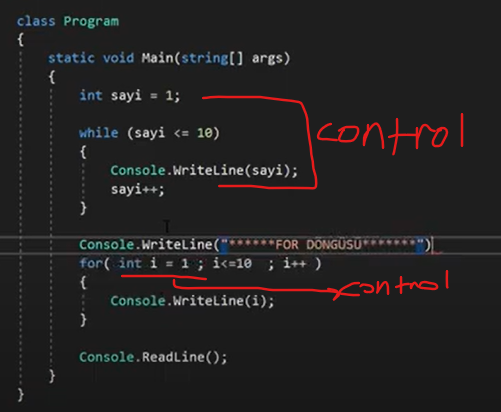 class Program
{
static void Main(string[] args)
{
int sayi = 1;
while (sayi <= 10)
{
Console.WriteLine(sayi);
sayi++;
}
control
Console.WriteLine("******FOR DONGUSU*******")
for( int i = 1 ; i<=10 ; i++ )
{
Console.WriteLine(i);
}
control
Console.ReadLine();
}
}